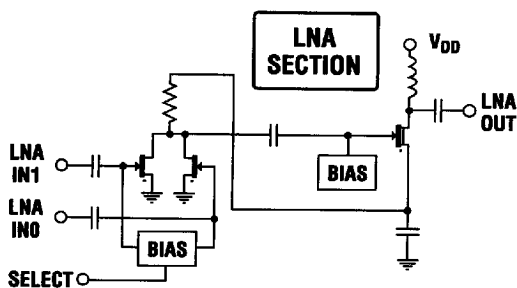 LNA
SECTION
VDD
LNA
OUT
LNA
IN1
BIAS
LNA
IN0
BIAS
SELECT